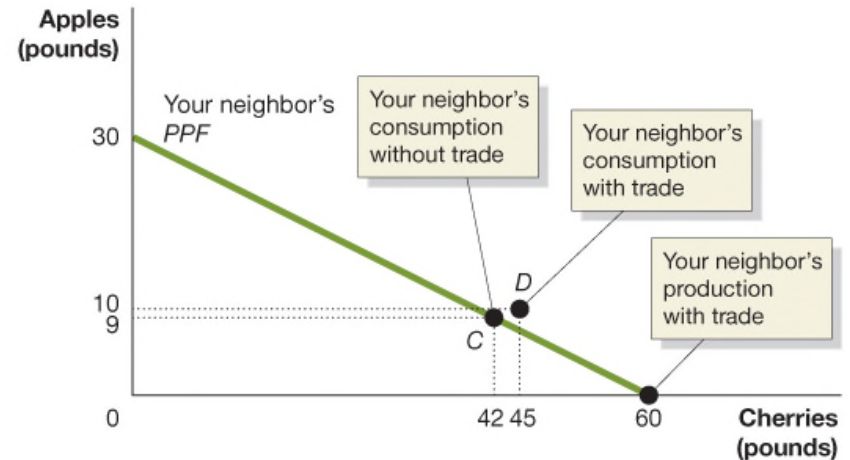 Apples
(pounds)
Your neighbor's
PPF
Your neighbor's
consumption
without trade
Your neighbor's
consumption
with trade
Your neighbor's
production
with trade
30
10
9
D
C
0
42 45
60
Cherries
(pounds)